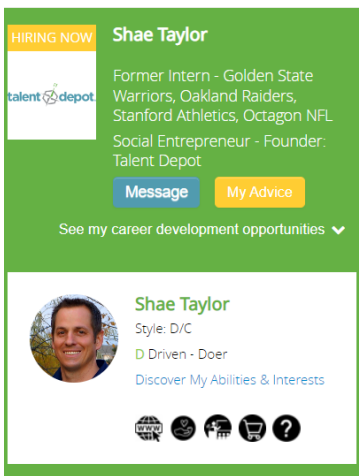 HIRING NOW
Shae Taylor
talent depot
Former Intern - Golden State
Warriors, Oakland Raiders,
Stanford Athletics, Octagon NFL
Social Entrepreneur - Founder:
Talent Depot
Message
My Advice
See my career development opportunities
Shae Taylor
Style: D/C
D Driven - Doer
Discover My Abilities & Interests
WWW
?